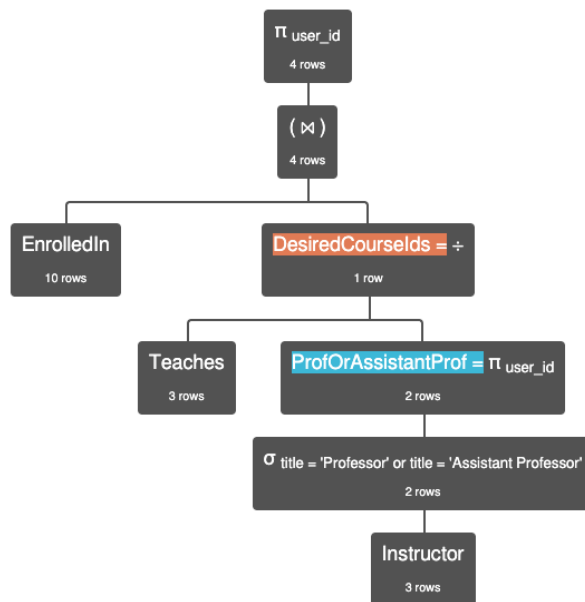 π user_id
4 rows
( ⋈ )
4 rows
EnrolledIn
10 rows
DesiredCourseIds = ÷
1 row
Teaches
3 rows
ProfOrAssistantProf = π user_id
2 rows
σ title = 'Professor' or title = 'Assistant Professor'
2 rows
Instructor
3 rows